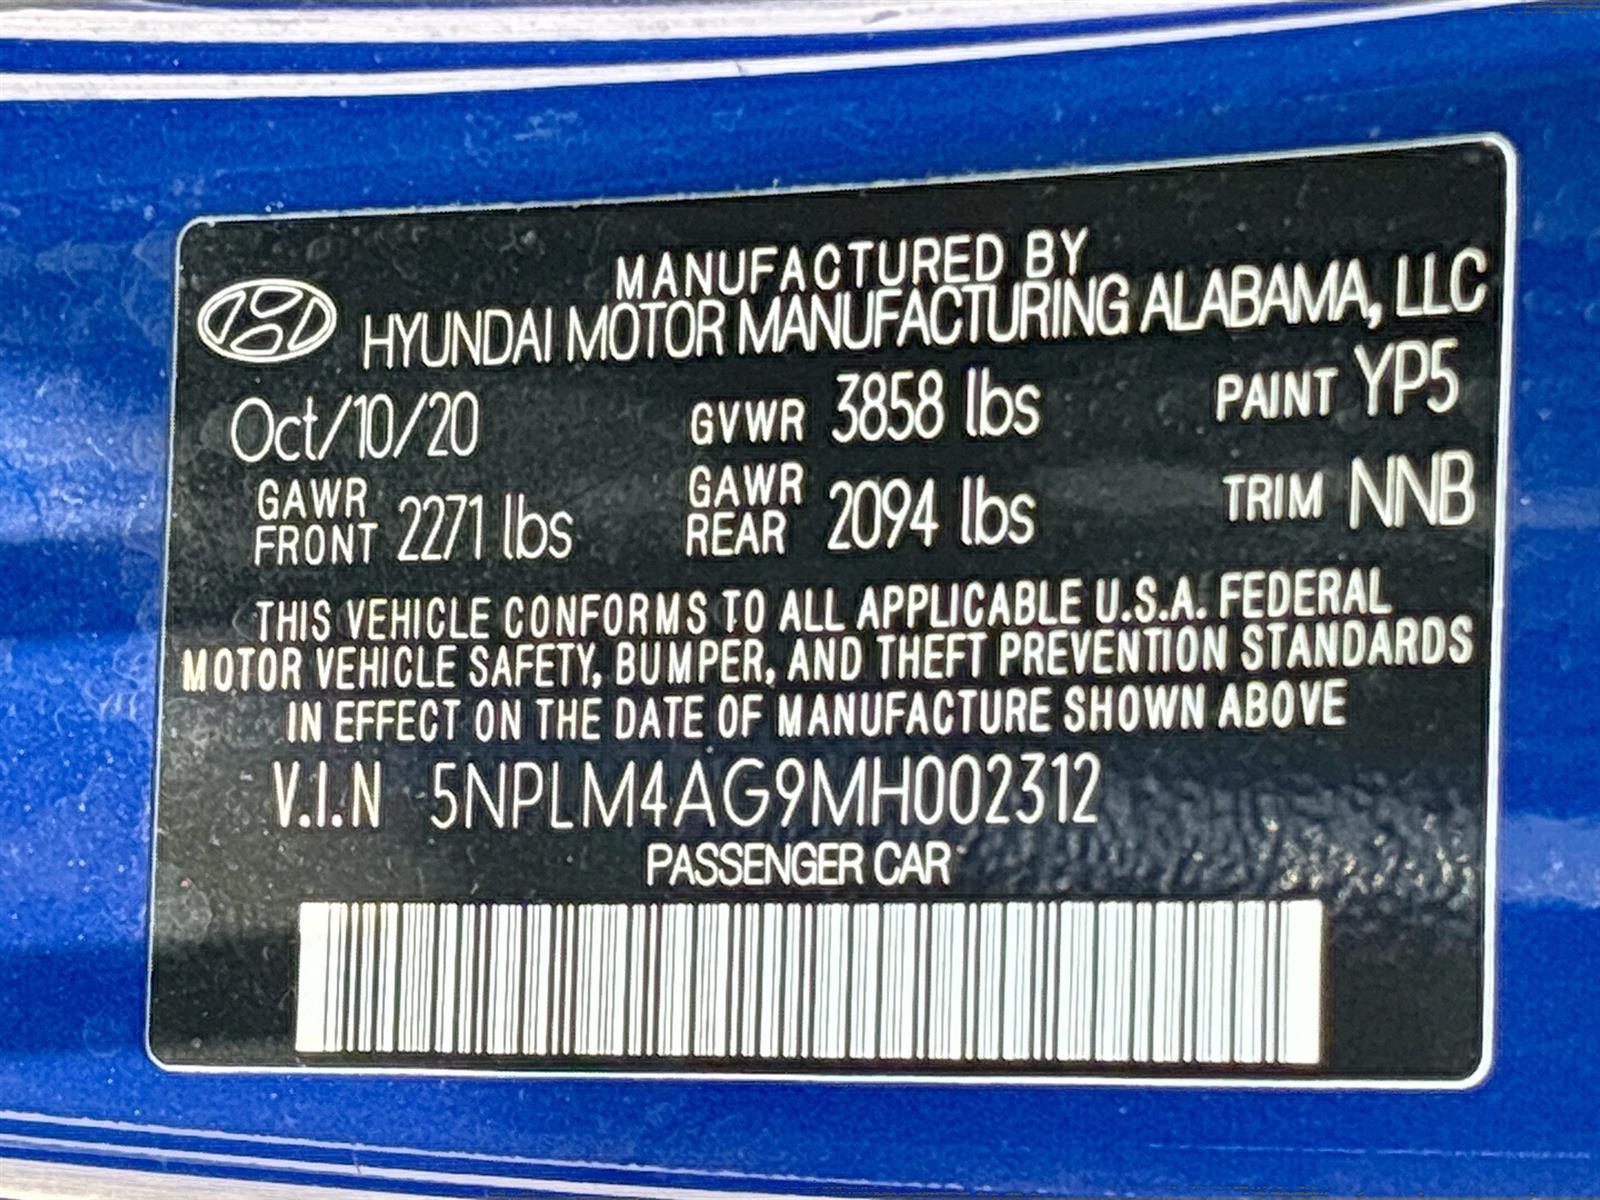 MANUFACTURED BY
HYUNDAI MOTOR MANUFACTURING ALABAMA, LLC
Oct/10/20 GVWR 3858 lbs PAINT YP5
GAWR FRONT 2271 lbs GAWR REAR 2094 lbs TRIM NNB
THIS VEHICLE CONFORMS TO ALL APPLICABLE U.S.A. FEDERAL
MOTOR VEHICLE SAFETY, BUMPER, AND THEFT PREVENTION STANDARDS
IN EFFECT ON THE DATE OF MANUFACTURE SHOWN ABOVE
V.I.N 5NPLM4AG9MH002312
PASSENGER CAR